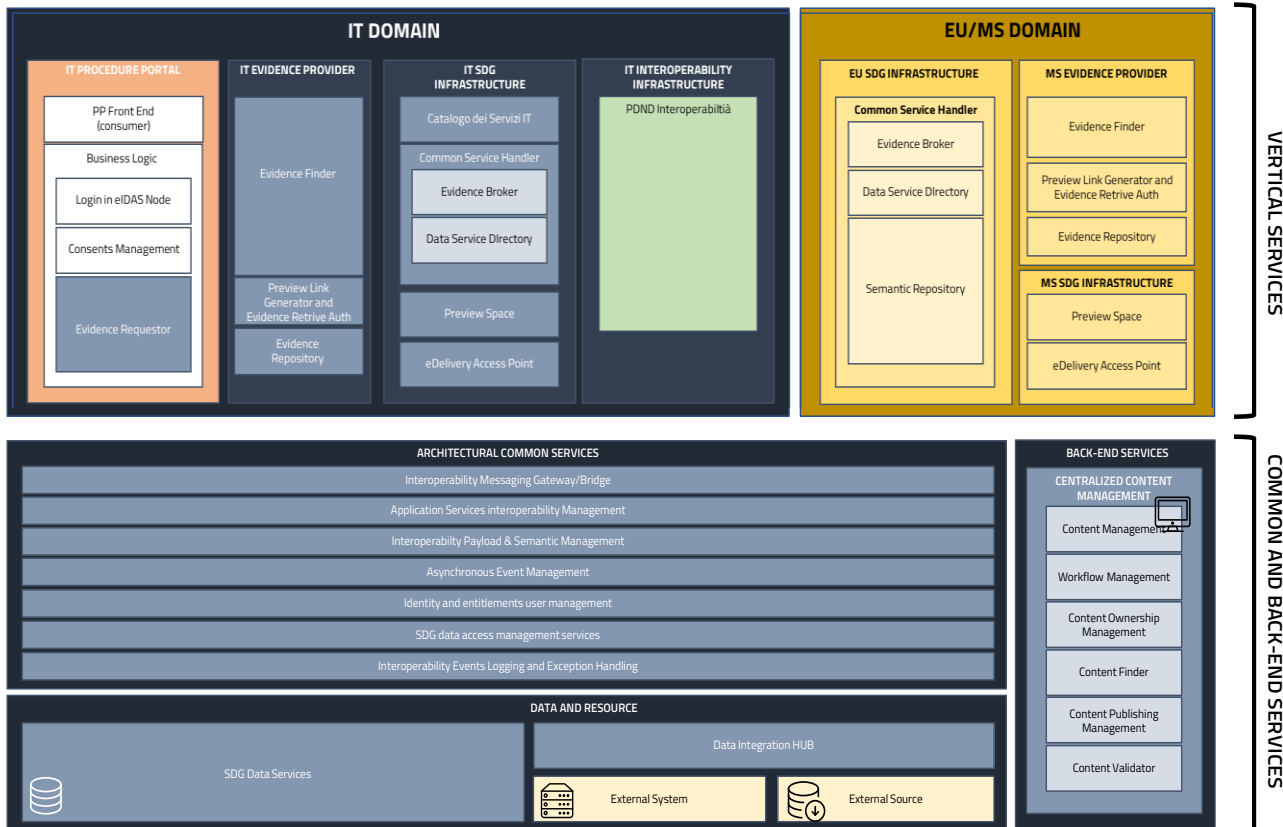 IT DOMAIN
IT PROCEDURE PORTAL
PP Front End
(consumer)
Business Logic
Login in eIDAS Node
Consents Management
Evidence Requestor
IT EVIDENCE PROVIDER
Evidence Finder
Preview Link
Generator and
Evidence Retrive Auth
Evidence
Repository
IT SDG
INFRASTRUCTURE
Catalogo dei Servizi IT
Common Service Handler
Evidence Broker
Data Service DIrectory
Preview Space
eDelivery Access Point
IT INTEROPERABILITY
INFRASTRUCTURE
PDND Interoperabiltià
EU/MS DOMAIN
EU SDG INFRASTRUCTURE
Common Service Handler
Evidence Broker
Data Service DIrectory
Semantic Repository
MS EVIDENCE PROVIDER
Evidence Finder
Preview Link Generator and
Evidence Retrive Auth
Evidence Repository
MS SDG INFRASTRUCTURE
Preview Space
eDelivery Access Point
VERTICAL SERVICES
ARCHITECTURAL COMMON SERVICES
Interoperability Messaging Gateway/Bridge
Application Services interoperability Management
Interoperabilty Payload & Semantic Management
Asynchronous Event Management
Identity and entitlements user management
SDG data access management services
Interoperability Events Logging and Exception Handling
DATA AND RESOURCE
SDG Data Services
Data Integration HUB
External System
External Source
BACK-END SERVICES
CENTRALIZED CONTENT
MANAGEMENT
Content Management
Workflow Management
Content Ownership
Management
Content Finder
Content Publishing
Management
Content Validator
COMMON AND BACK-END SERVICES